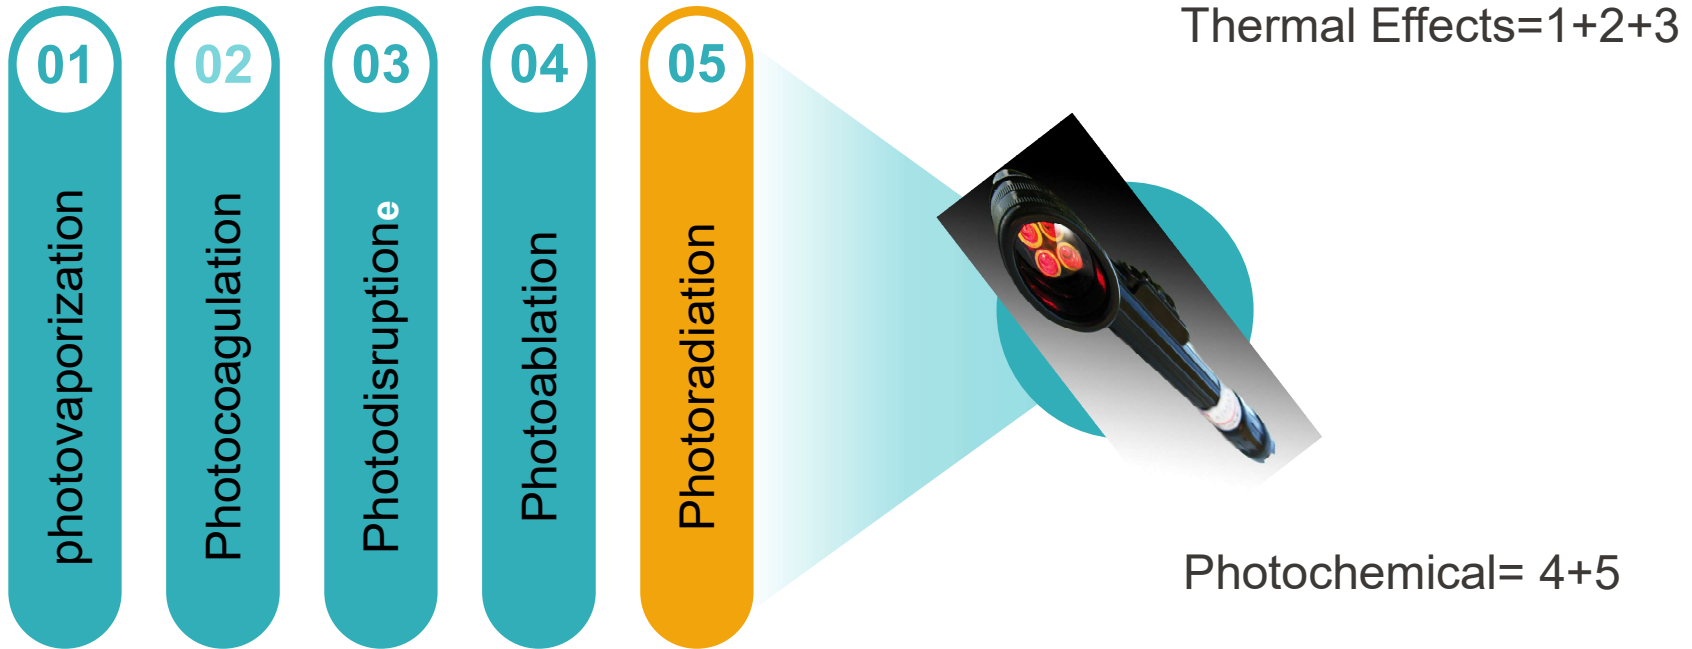 01
photovaporization
02
Photocoagulation
03
Photodisruptione
04
Photoablation
05
Photoradiation
Thermal Effects=1+2+3
Photochemical= 4+5